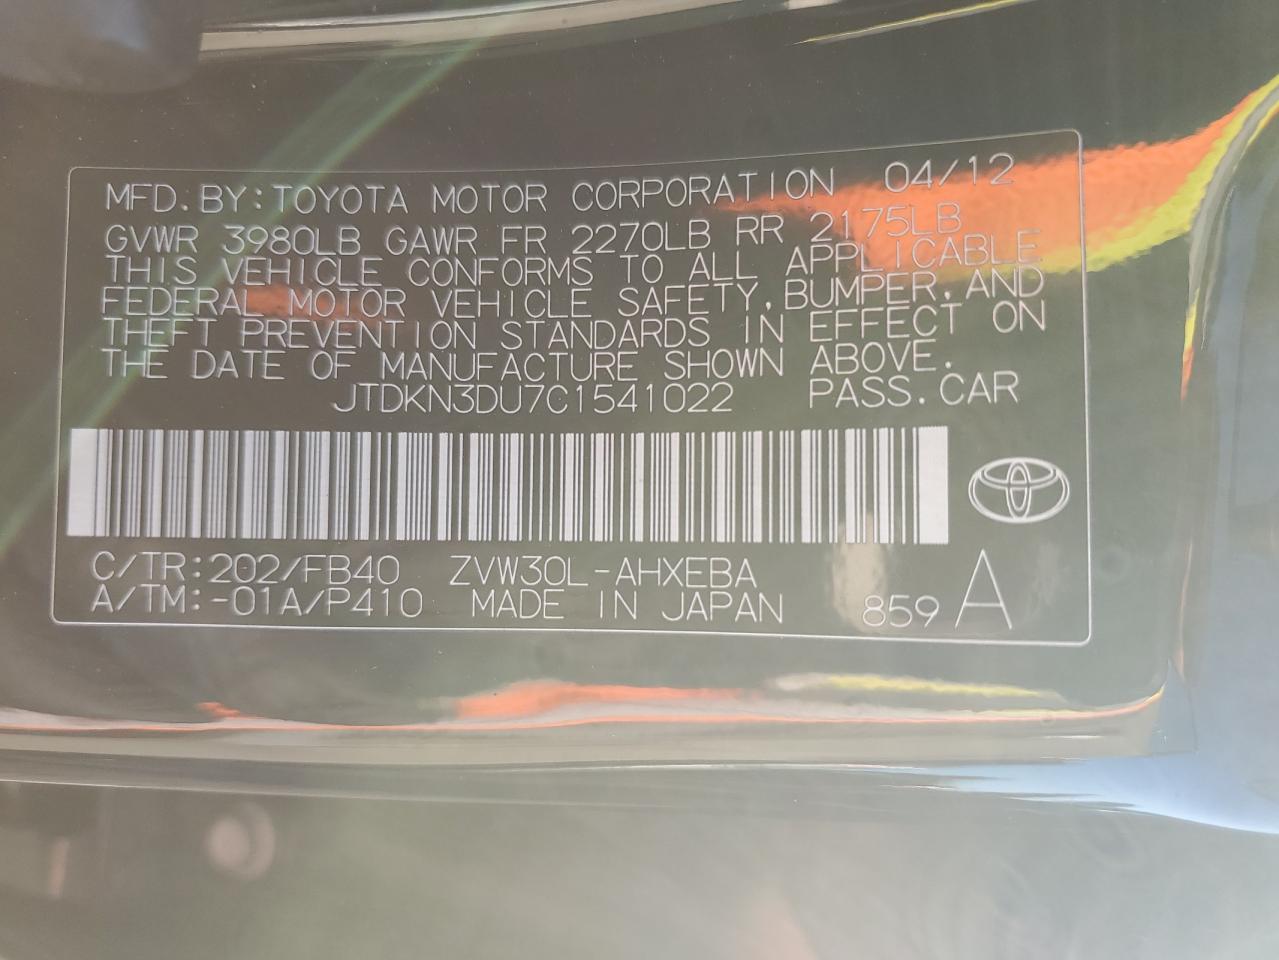 MFD. BY: TOYOTA MOTOR CORPORATION 04/12
GVWR 3980LB GAWR FR 2270LB RR 2175LB
THIS VEHICLE CONFORMS TO ALL APPLICABLE
FEDERAL MOTOR VEHICLE SAFETY, BUMPER, AND
THEFT PREVENTION STANDARDS IN EFFECT ON
THE DATE OF MANUFACTURE SHOWN ABOVE.
JTDKN3DU7C1541022 PASS. CAR
C/TR: 202/FB40 ZVW30L-AHXEBA
A/TM: -01A/P410 MADE IN JAPAN 859 A